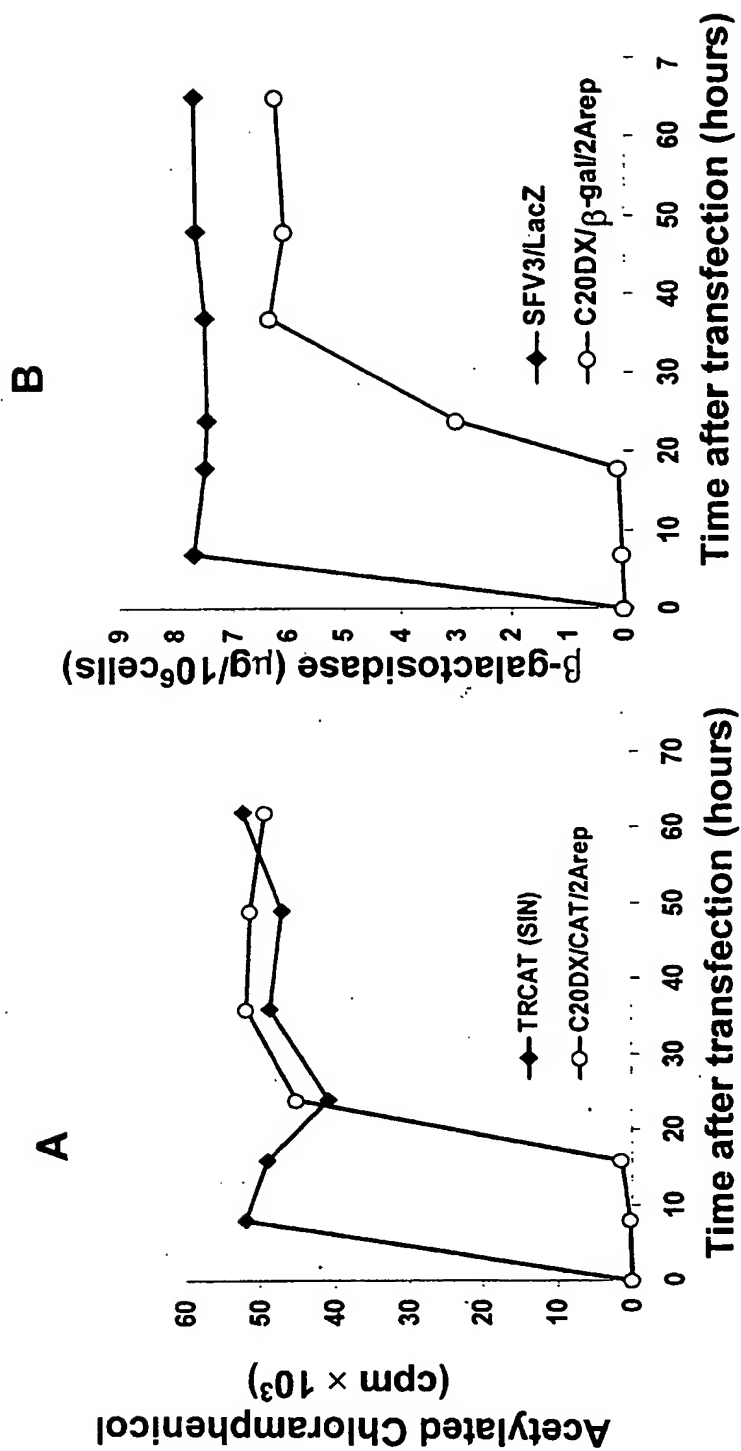 A
Acetylated Chloramphenicol
(cpm × 10³)
60
50
40
30
20
10
0
TRCAT (SIN)
C20DX/CAT/2Arep
0 10 20 30 40 50 60 70
Time after transfection (hours)
B
β-galactosidase (µg/10⁶cells)
9
8
7
6
5
4
3
2
1
0
SFV3/LacZ
C20DX/β-gal/2Arep
0 10 20 30 40 50 60 7
Time after transfection (hours)